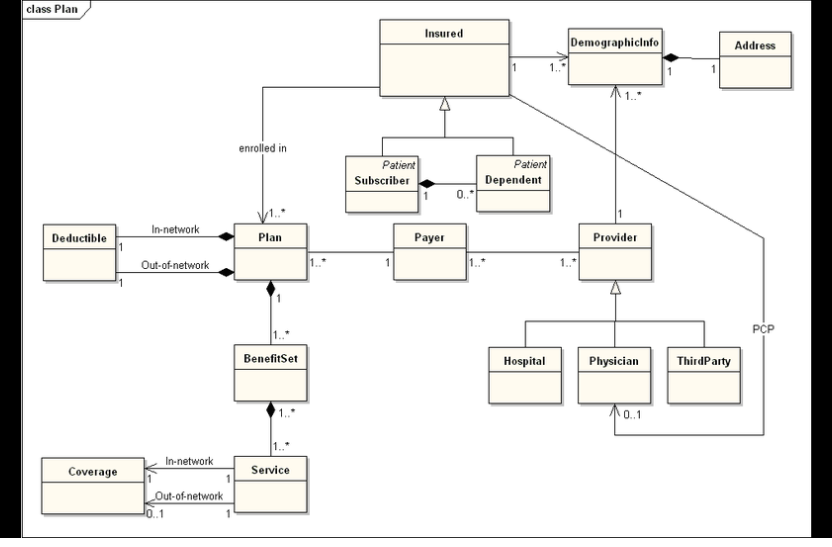 class Plan
Insured
DemographicInfo
Address
1
1..*
1
1
1..*
enrolled in
Patient
Subscriber
Patient
Dependent
1
0..*
1..*
1
Deductible
In-network
1
Out-of-network
1
Plan
1..*
1
Payer
1..*
1..*
Provider
1
1..*
PCP
BenefitSet
Hospital
Physician
ThirdParty
0..1
1..*
1..*
Coverage
In-network
1
1
Service
Out-of-network
0..1
1